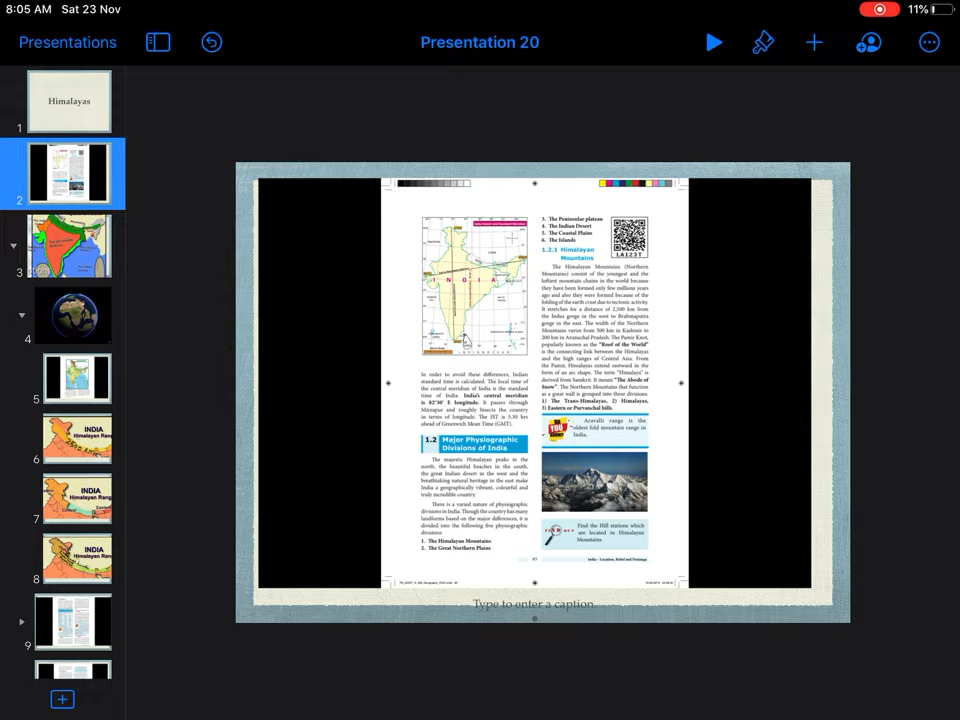 8:05 AM Sat 23 Nov
11%
Presentations
Presentation 20
Himalayas
1
2
3
4
5
INDIA
Himalayan Ran
6
INDIA
Himalayan Rang
7
INDIA
Himalayan Ran
8
9
I N D I A
In order to avoid these differences, Indian
standard time is calculated. The local time of
the central meridian of India is the standard
time of India. India's central meridian
is 82°30' E longitude. It passes through
Mirzapur and roughly bisects the country
in terms of longitude. The IST is 5.30 hrs
ahead of Greenwich Mean Time (GMT).
1.2 Major Physiographic
Divisions of India
The majestic Himalayan peaks in the
north, the beautiful beaches in the south,
the great Indian desert in the west and the
breathtaking natural heritage in the east make
India a geographically vibrant, colourful and
truly incredible country.
There is a varied nature of physiographic
divisions in India. Though the country has many
landforms based on the major differences, it is
divided into the following five physiographic
divisions
1. The Himalayan Mountains
2. The Great Northern Plains
3. The Peninsular plateau
4. The Indian Desert
5. The Coastal Plains
6. The Islands
LA123T
1.2.1 Himalayan
Mountains
The Himalayan Mountains (Northern
Mountains) consist of the youngest and the
loftiest mountain chains in the world because
they have been formed only few millions years
ago and also they were formed because of the
folding of the earth crust due to tectonic activity.
It stretches for a distance of 2,500 km from
the Indus gorge in the west to Brahmaputra
gorge in the east. The width of the Northern
Mountains varies from 500 km in Kashmir to
200 km in Arunachal Pradesh. The Pamir Knot,
popularly known as the "Roof of the World"
is the connecting link between the Himalayas
and the high ranges of Central Asia. From
the Pamir, Himalayas extend eastward in the
form of an arc shape. The term "Himalaya" is
derived from Sanskrit. It means "The Abode of
Snow". The Northern Mountains that function
as a great wall is grouped into three divisions.
1) The Trans-Himalayas, 2) Himalayas,
3) Eastern or Purvanchal hills
Do YOU KNOW?
Aravalli range is the
oldest fold mountain range in
India.
FIND OUT
Find the Hill stations which
are located in Himalayan
Mountains.
85
India - Location, Relief and Drainage
Type to enter a caption.